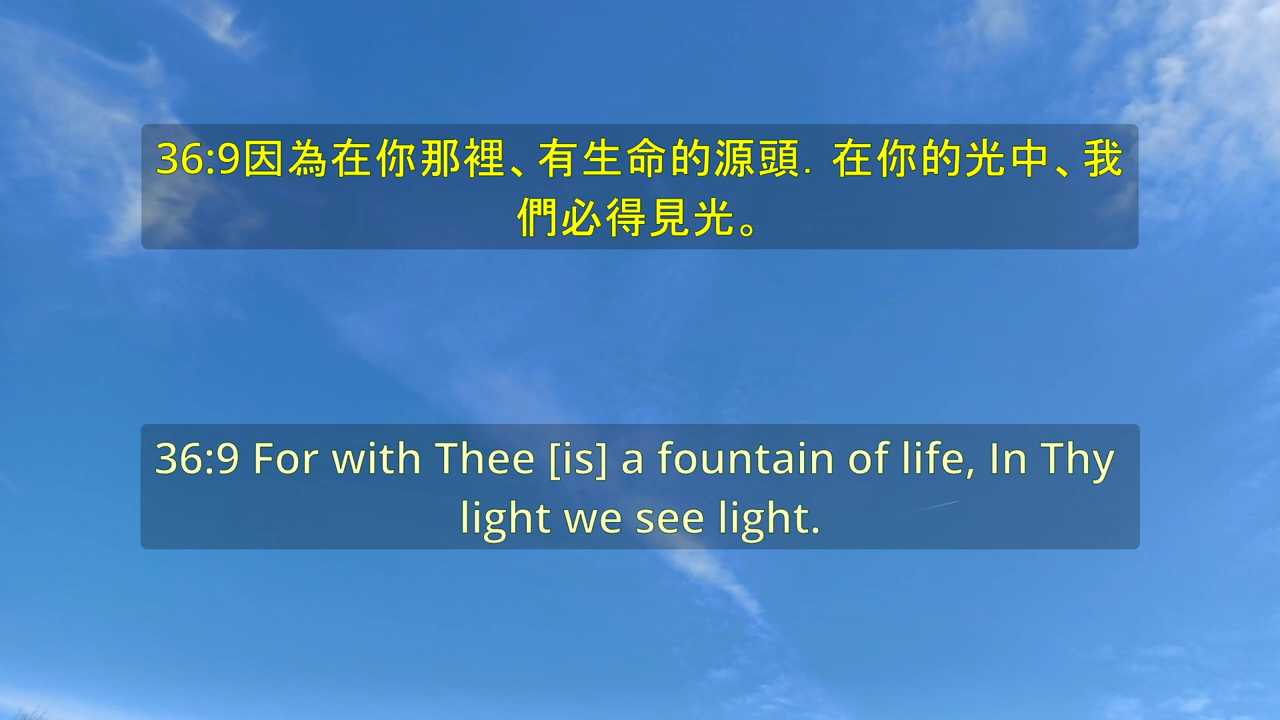 36:9因為在你那裡、有生命的源頭．在你的光中、我
們必得見光。
36:9 For with Thee [is] a fountain of life, In Thy
light we see light.